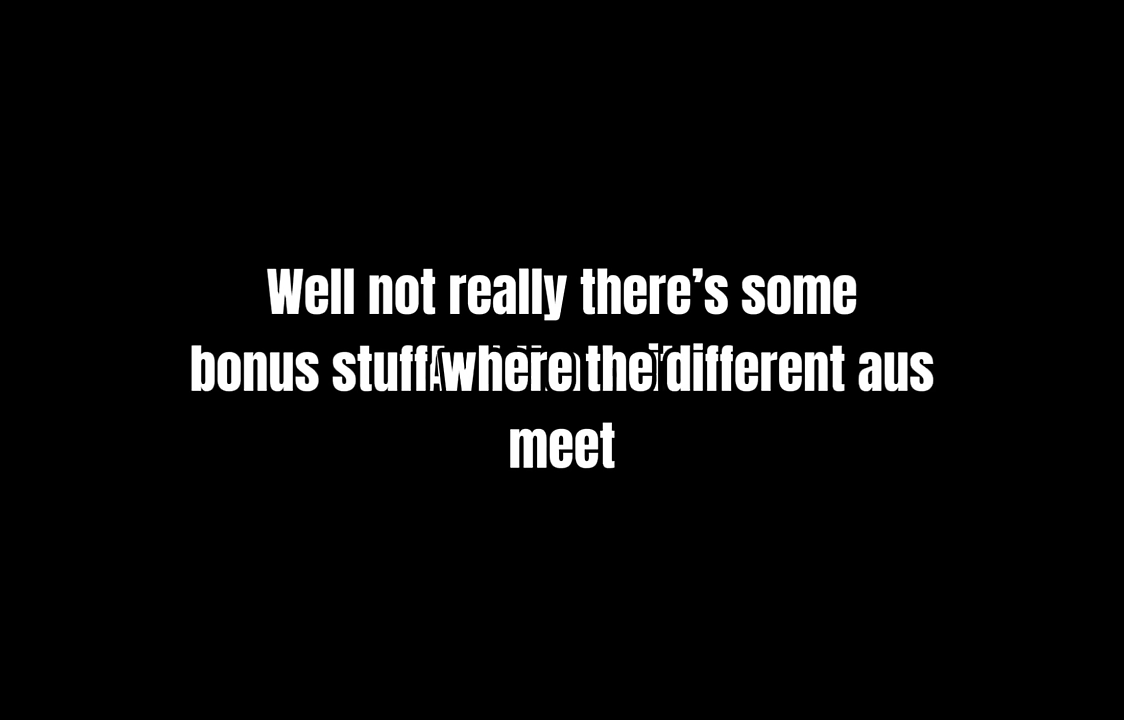 Well not really there’s some
bonus stuff where the different aus
meet